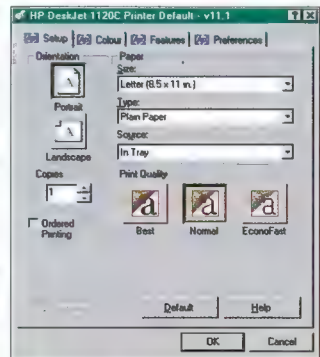 HP DeskJet 1120C Printer Default - v11.1
Setup Colour Features Preferences
Orientation
Portrait
Landscape
Copies
1
Ordered
Printing
Paper
Size:
Letter (8.5 x 11 in.)
Type:
Plain Paper
Source:
In Tray
Print Quality
a a a
Best Normal EconoFast
Default Help
OK Cancel